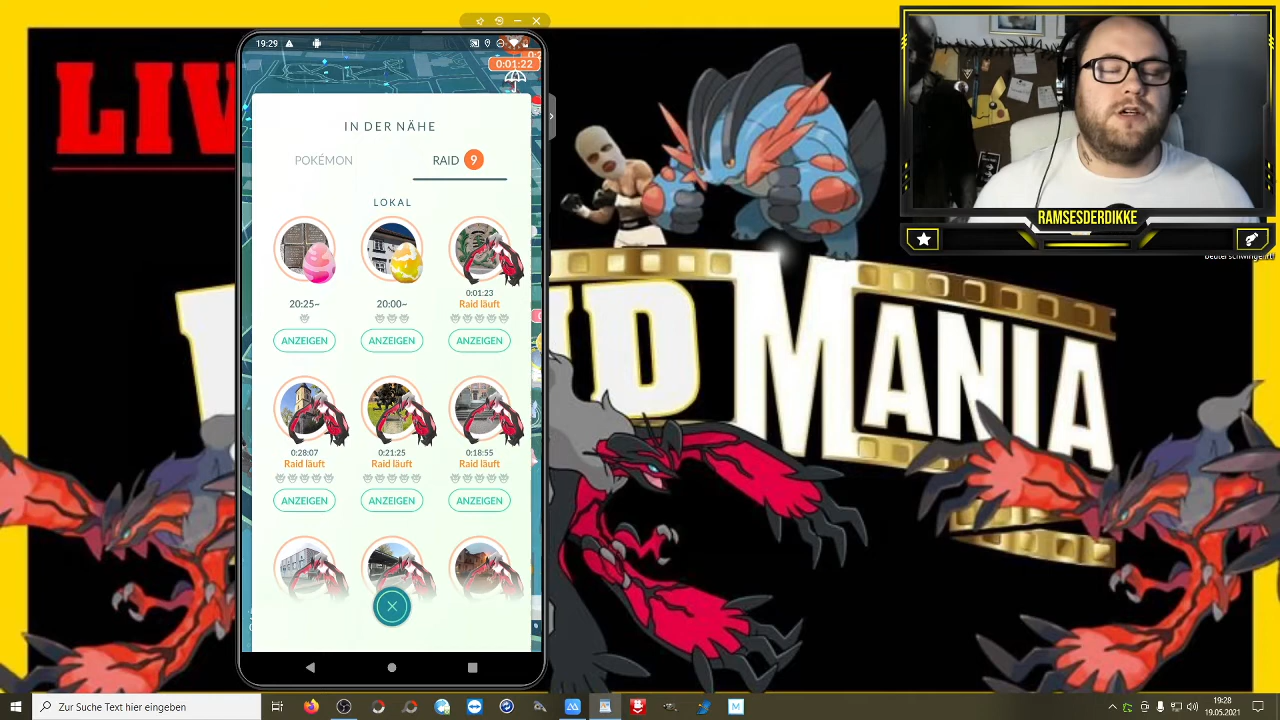 19:29
0:01:22
LIV
IN DER NÄHE
POKÉMON
RAID 9
LOKAL
20:25~
20:00~
0:01:23
Raid läuft
ANZEIGEN
ANZEIGEN
ANZEIGEN
0:28:07
0:21:25
0:18:55
Raid läuft
Raid läuft
Raid läuft
ANZEIGEN
ANZEIGEN
ANZEIGEN
D MANIA
RAMSESDERDIKKE
Zur Suche Text hier eingeben
19:28
19.05.2021